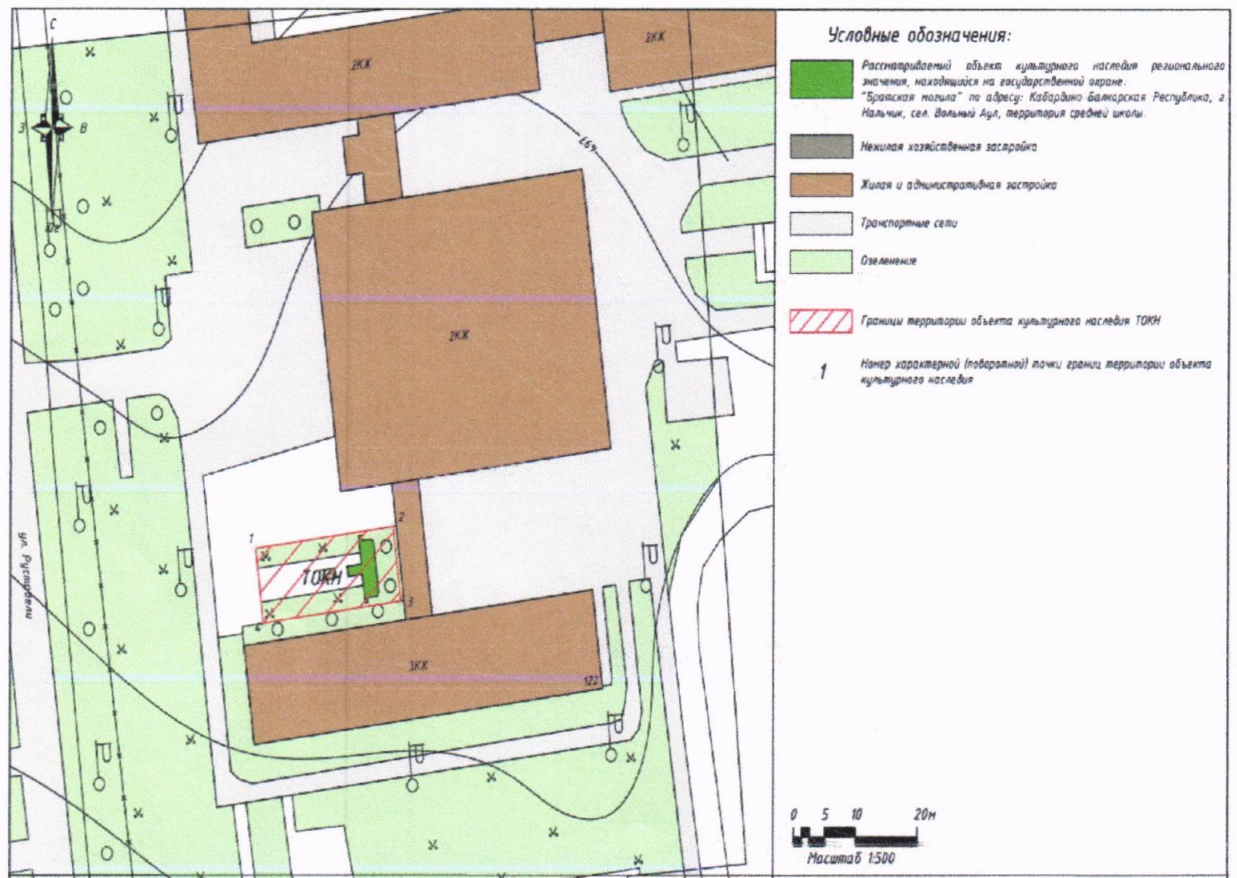 С
З
В
Ю
2КЖ
2КЖ
Условные обозначения:
Рассматриваемый объект культурного наследия регионального
значения, находящийся на государственной охране:
"Братская могила" по адресу: Кабардино-Балкарская Республика, г.
Нальчик, сел. Вольный Аул, территория средней школы.
Нежилая хозяйственная застройка
Жилая и административная застройка
Транспортные сети
Озеленение
Границы территории объекта культурного наследия ТОКН
1
Номер характерной (поворотной) точки границ территории объекта
культурного наследия
2КЖ
ул. Руставели
1
2
ТОКН
3
4
3КЖ
122
0 5 10 20м
Масштаб 1:500